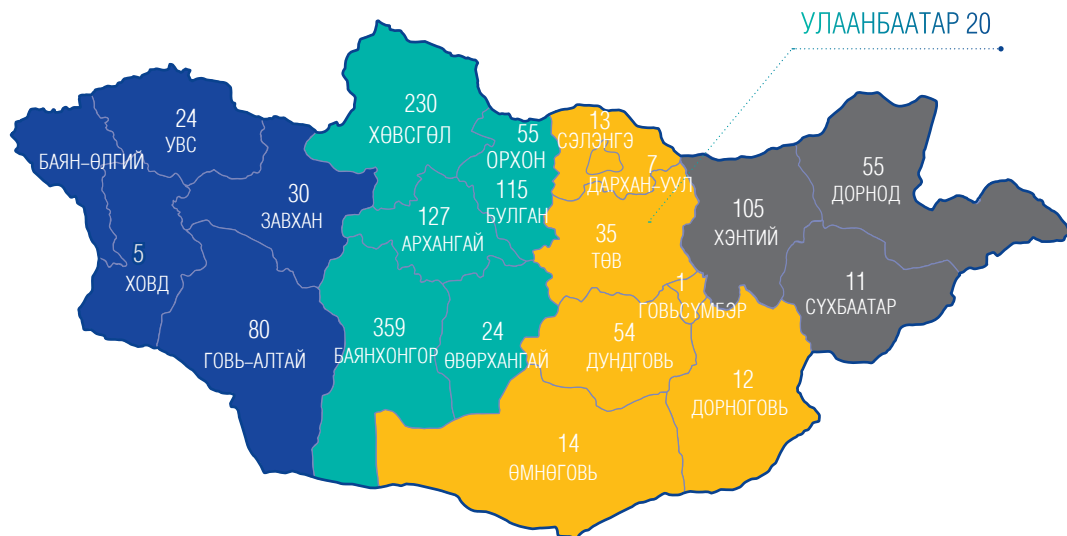 УЛААНБААТАР 20
24
УВС
БАЯН-ӨЛГИЙ
30
ЗАВХАН
5
ХОВД
80
ГОВЬ-АЛТАЙ
230
ХӨВСГӨЛ
55
ОРХОН
115
БУЛГАН
127
АРХАНГАЙ
359
БАЯНХОНГОР
24
ӨВӨРХАНГАЙ
13
СЭЛЭНГЭ
7
ДАРХАН-УУЛ
35
ТӨВ
1
ГОВЬСҮМБЭР
54
ДУНДГОВЬ
12
ДОРНОГОВЬ
14
ӨМНӨГОВЬ
105
ХЭНТИЙ
55
ДОРНОД
11
СҮХБААТАР